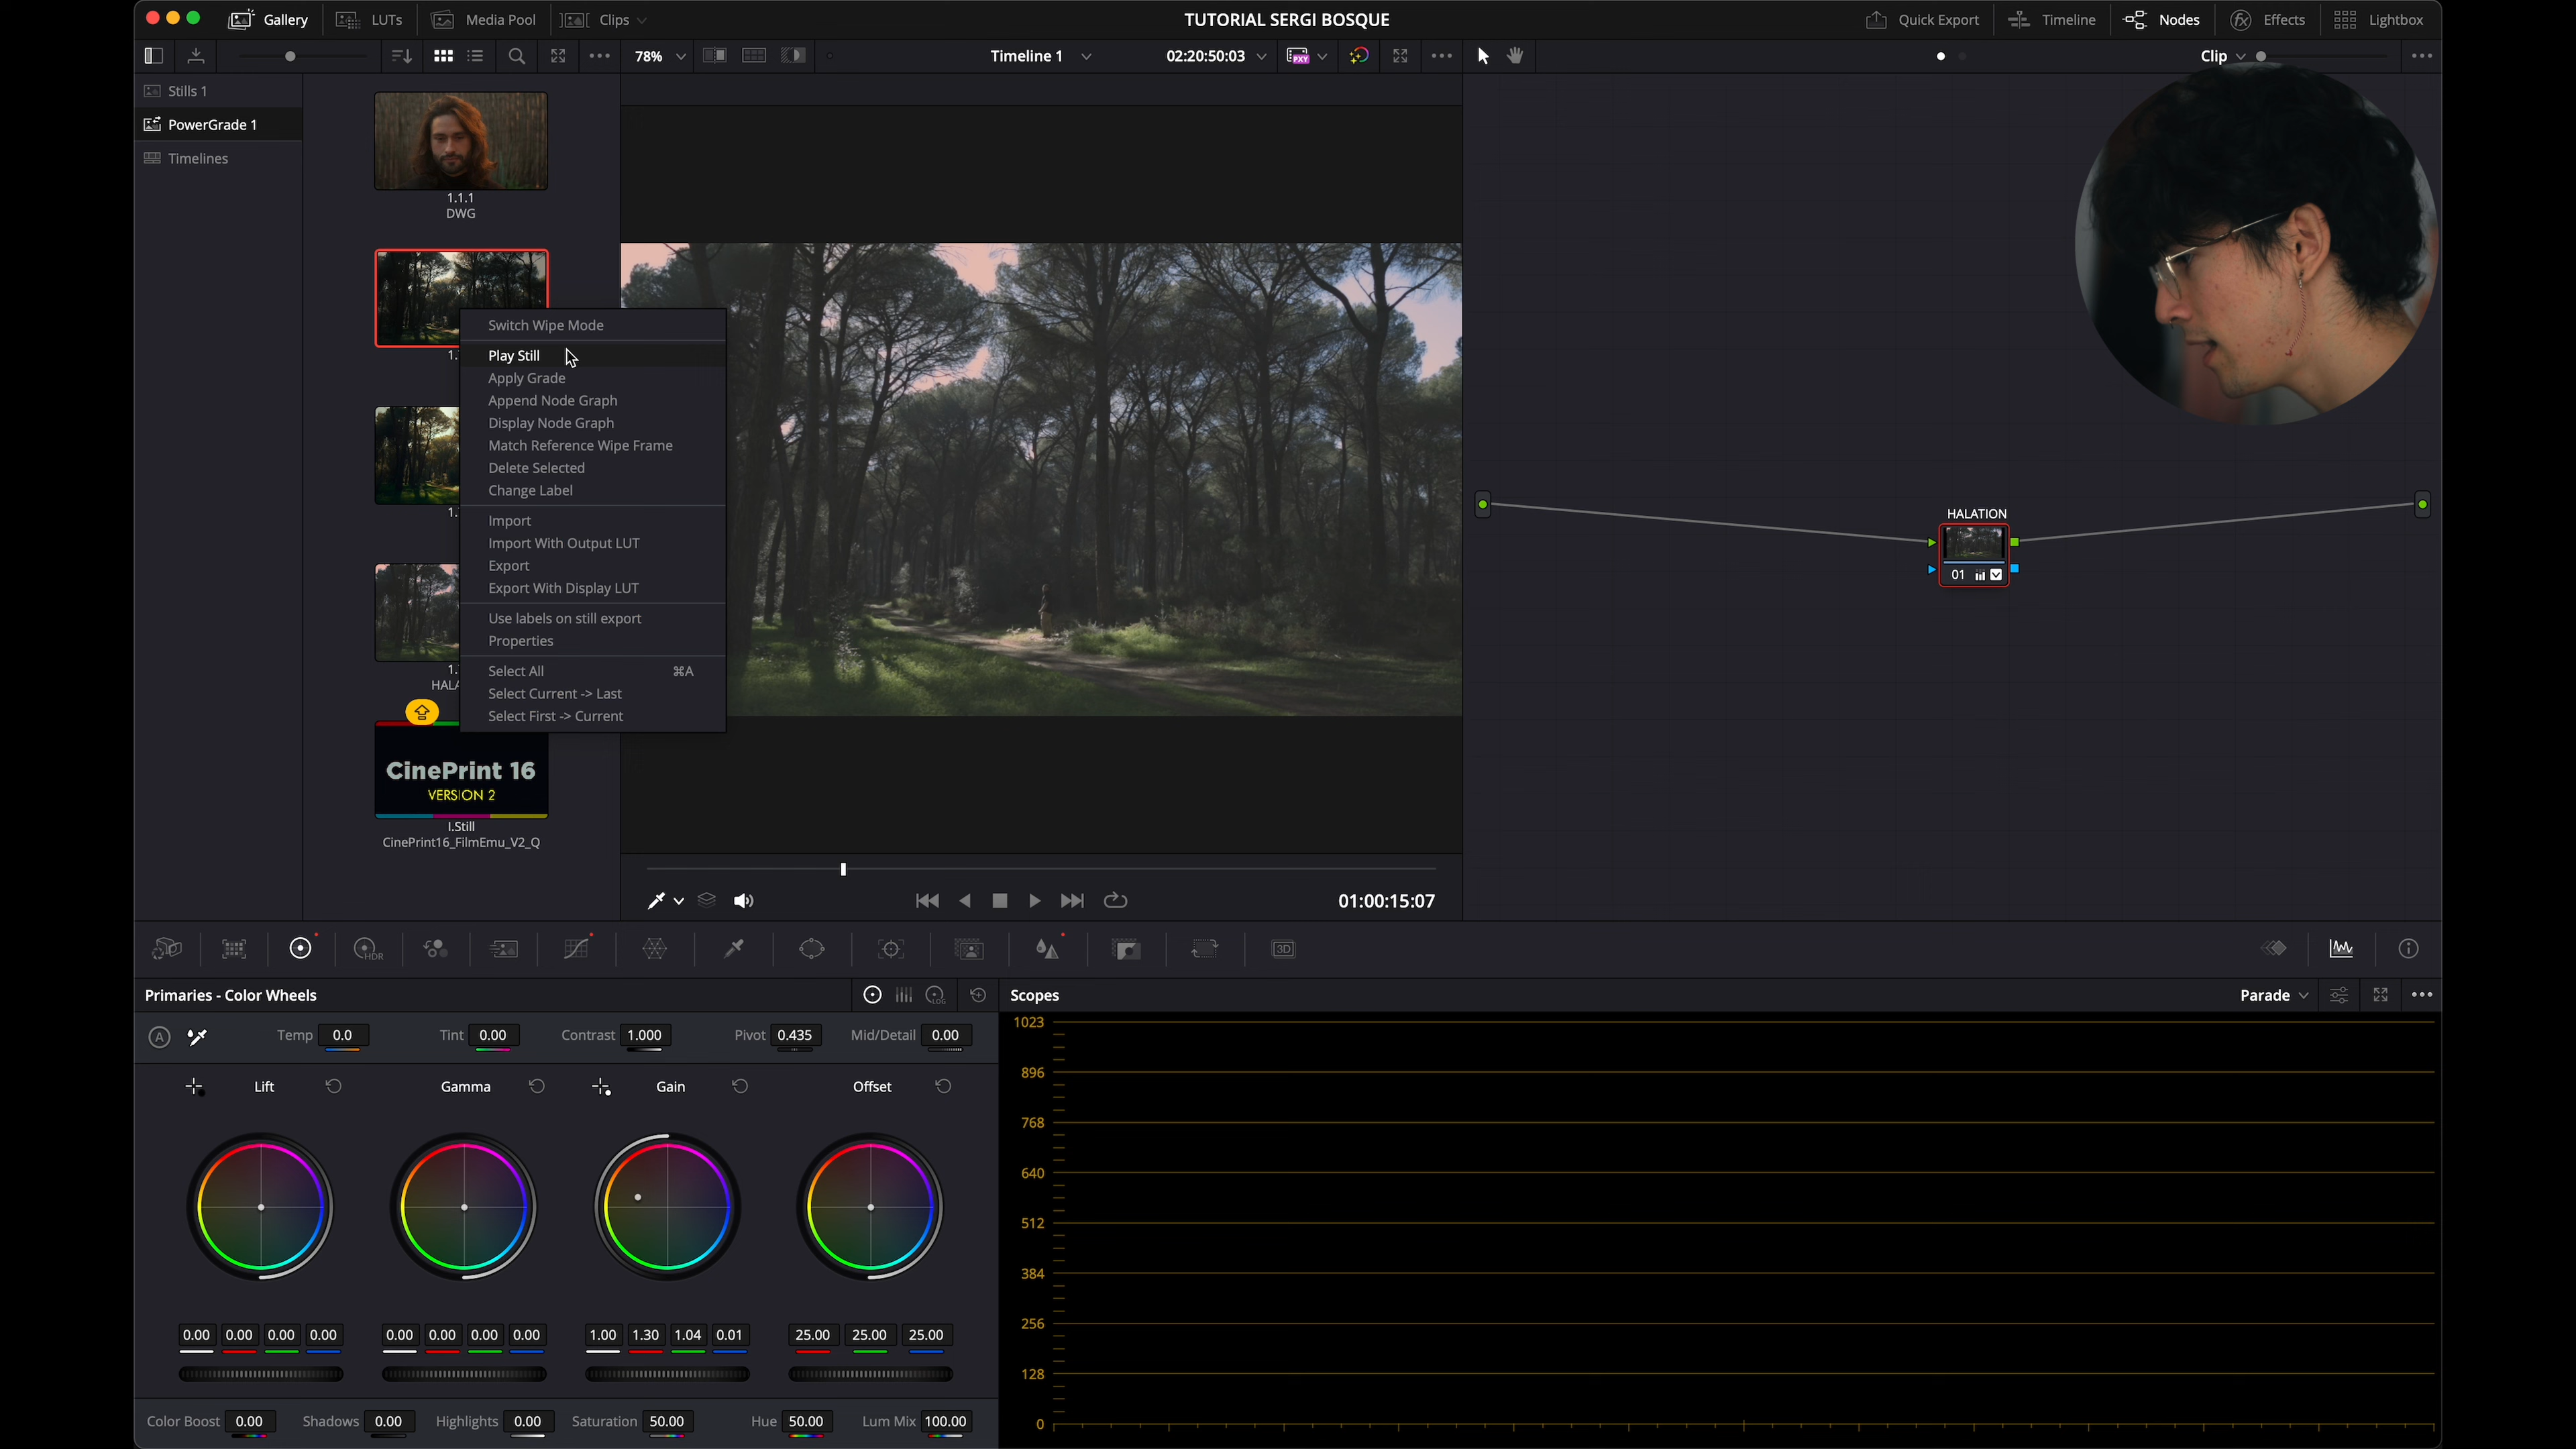 Gallery
LUTs
Media Pool
Clips
TUTORIAL SERGI BOSQUE
Quick Export
Timeline
Nodes
Effects
Lightbox
78%
Timeline 1
02:20:50:03
PXY
Clip
Stills 1
PowerGrade 1
Timelines
1.1.1
DWG
1.
1.
1.
HALA
CinePrint 16
VERSION 2
I.Still
CinePrint16_FilmEmu_V2_Q
Switch Wipe Mode
Play Still
Apply Grade
Append Node Graph
Display Node Graph
Match Reference Wipe Frame
Delete Selected
Change Label
Import
Import With Output LUT
Export
Export With Display LUT
Use labels on still export
Properties
Select All ⌘A
Select Current -> Last
Select First -> Current
HALATION
01
01:00:15:07
HDR
3D
Primaries - Color Wheels
LOG
Scopes
Parade
A
Temp 0.0 Tint 0.00 Contrast 1.000 Pivot 0.435 Mid/Detail 0.00
Lift Gamma Gain Offset
0.00 0.00 0.00 0.00 0.00 0.00 0.00 0.00 1.00 1.30 1.04 0.01 25.00 25.00 25.00
Color Boost 0.00 Shadows 0.00 Highlights 0.00 Saturation 50.00 Hue 50.00 Lum Mix 100.00
1023
896
768
640
512
384
256
128
0